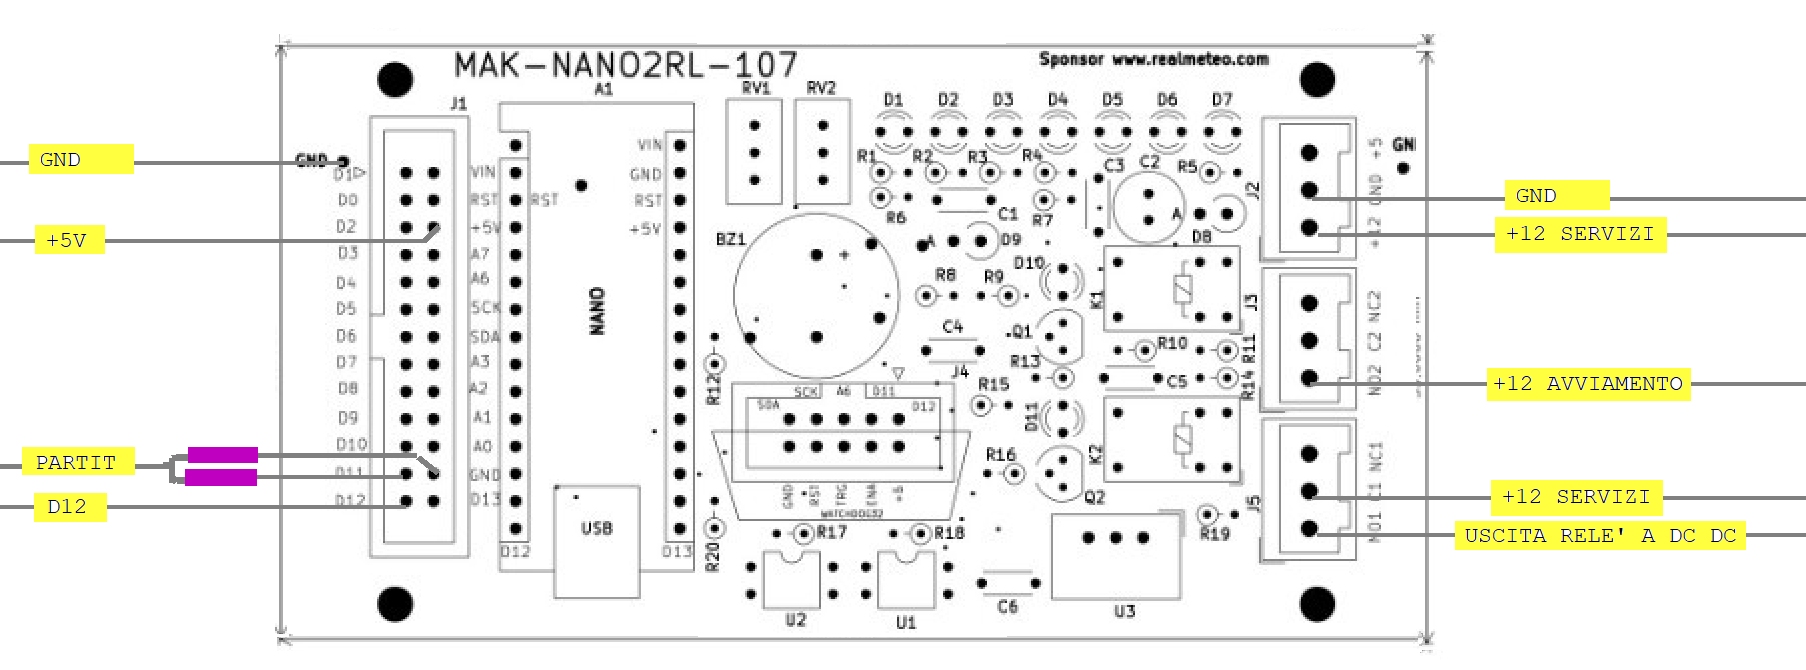 MAK-NANO2RL-107
Sponsor www.realmeteo.com
J1
A1
RV1
RV2
D1
D2
D3
D4
D5
D6
D7
GND
GND
D1
D0
D2
D3
D4
D5
D6
D7
D8
D9
D10
D11
D12
+5V
PARTIT
D12
VIN
RST
+5V
A7
A6
SCK
SDA
A3
A2
A1
A0
GND
D13
RST
NANO
VIN
GND
RST
+5V
USB
D12
D13
R1
R2
R3
R4
C3
C2
R5
R6
C1
R7
A
D8
BZ1
+
A
D9
D10
R8
R9
K1
C4
Q1
R10
R11
R13
R12
J4
C5
R14
R15
SCK
A6
D11
SDA
D12
D11
K2
R16
Q2
GND
RST
TRG
ENA
+5
WATCHDOG32
R20
R17
R18
R19
U2
U1
C6
U3
J2
J3
J5
+12 GND +5
NO2 C2 NC2
NO1 C1 NC1
GND
+12 SERVIZI
+12 AVVIAMENTO
+12 SERVIZI
USCITA RELE' A DC DC